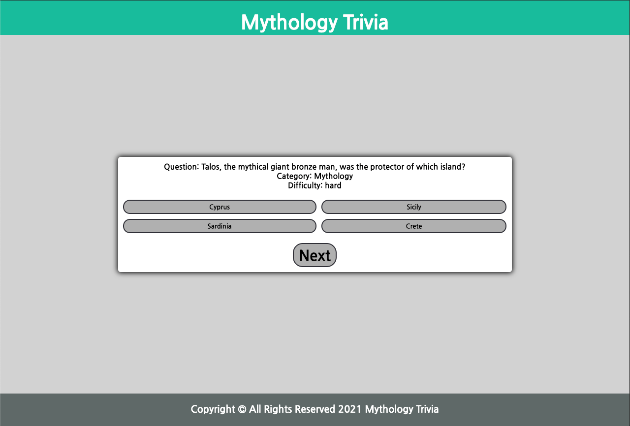 Mythology Trivia
Question: Talos, the mythical giant bronze man, was the protector of which island?
Category: Mythology
Difficulty: hard
Cyprus
Sicily
Sardinia
Crete
Next
Copyright © All Rights Reserved 2021 Mythology Trivia